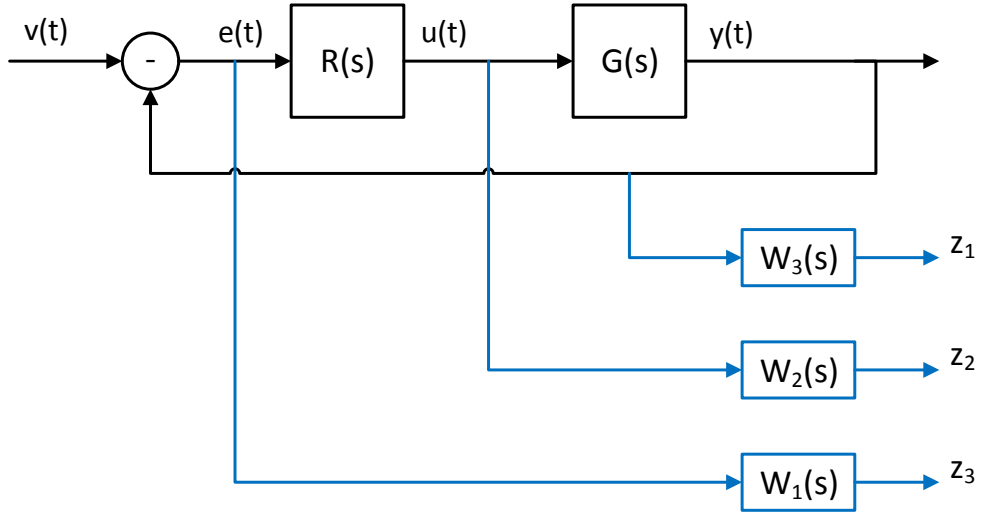 v(t) e(t) u(t) y(t)
- R(s) G(s)
W₃(s) z₁
W₂(s) z₂
W₁(s) z₃